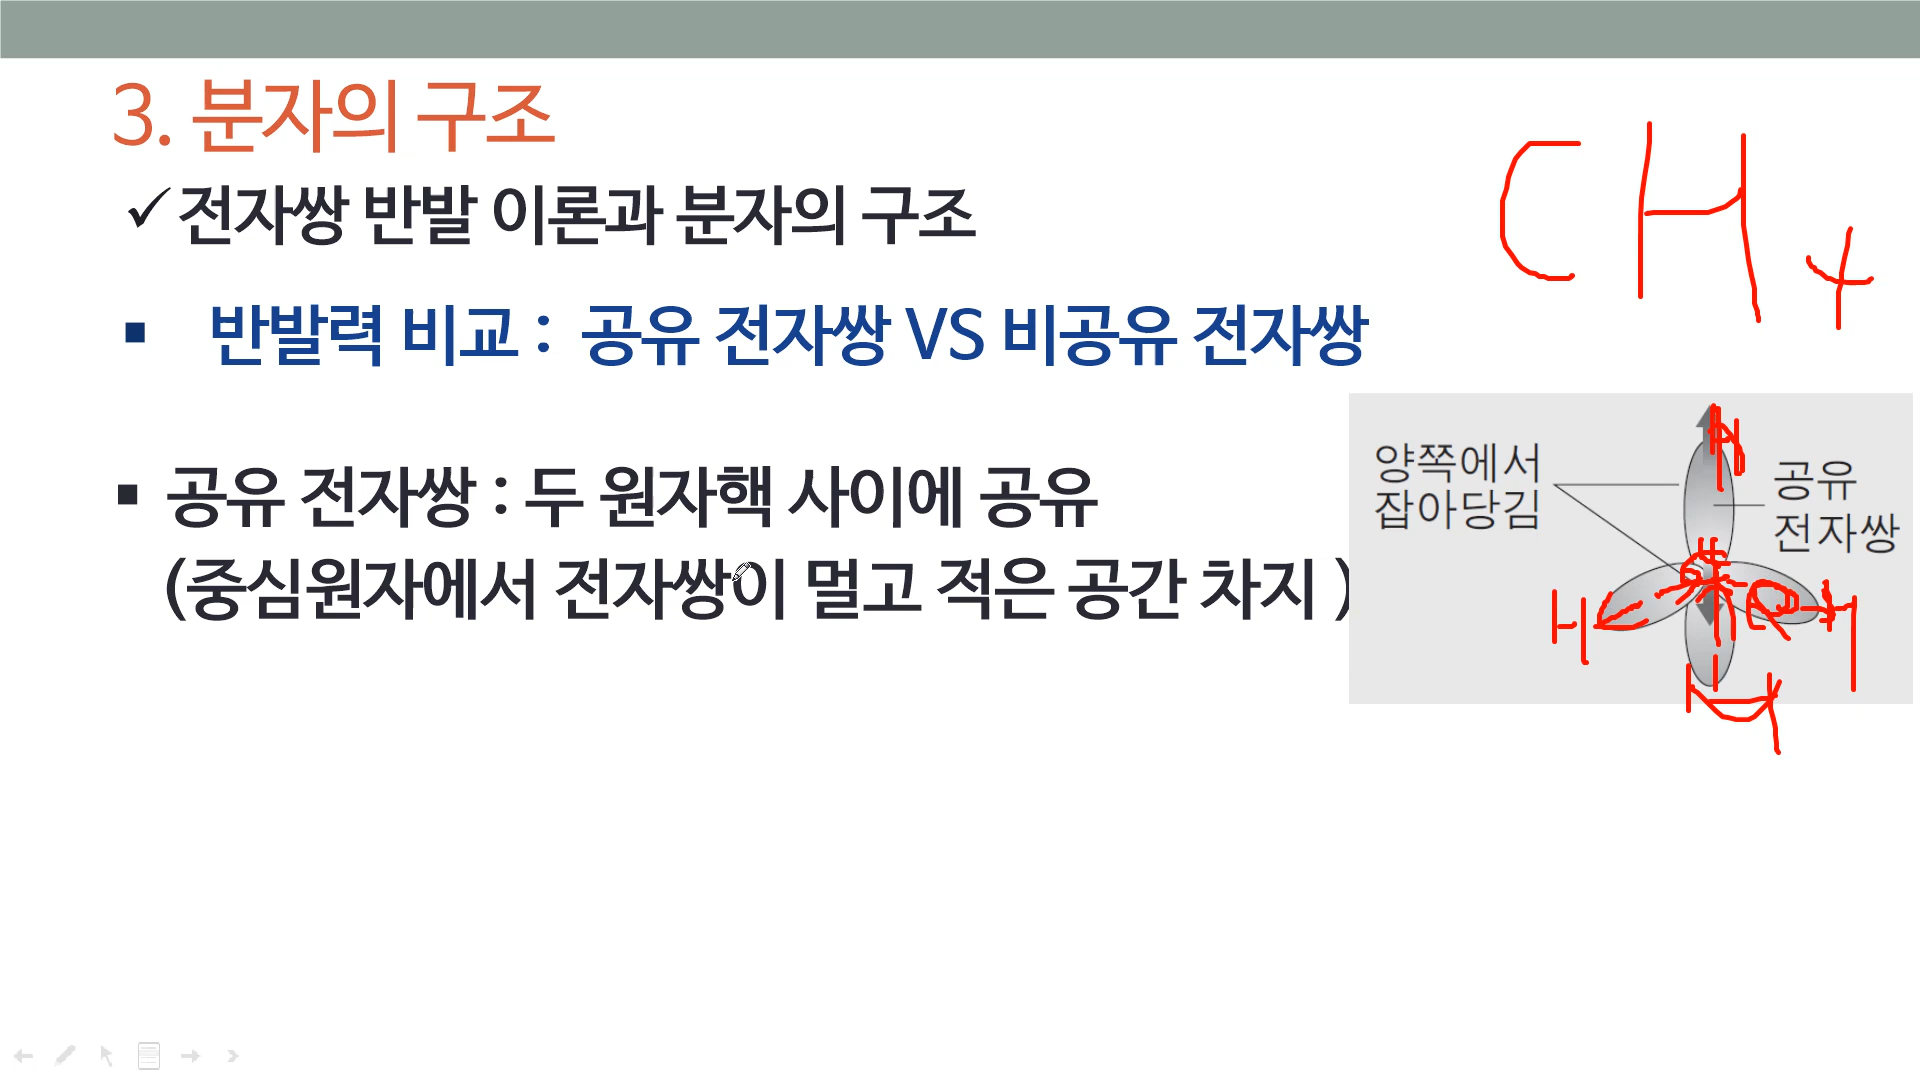 3. 분자의 구조
✓전자쌍 반발 이론과 분자의 구조
▪ 반발력 비교 : 공유 전자쌍 VS 비공유 전자쌍
▪ 공유 전자쌍 : 두 원자핵 사이에 공유
(중심원자에서 전자쌍이 멀고 적은 공간 차지 )
CH4
양쪽에서
잡아당김
공유
전자쌍
H
H
H
H